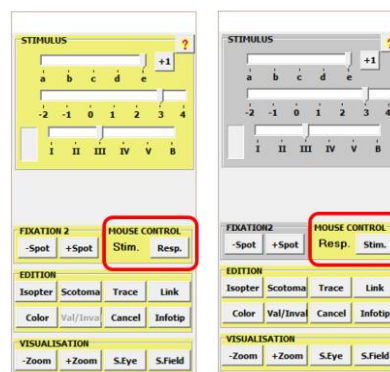 STIMULUS ?
+1
a b c d e
-2 -1 0 1 2 3 4
I II III IV V B
FIXATION 2 MOUSE CONTROL
-Spot +Spot Stim. Resp.
EDITION
Isopter Scotoma Trace Link
Color Val/Inva Cancel Infotip
VISUALISATION
-Zoom +Zoom S.Eye S.Field
STIMULUS ?
+1
a b c d e
-2 -1 0 1 2 3 4
I II III IV V B
FIXATION2 MOUSE CONTROL
-Spot +Spot Resp. Stim.
EDITION
Isopter Scotoma Trace Link
Color Val/Inval Cancel Infotip
VISUALISATION
-Zoom +Zoom S.Eye S.Field